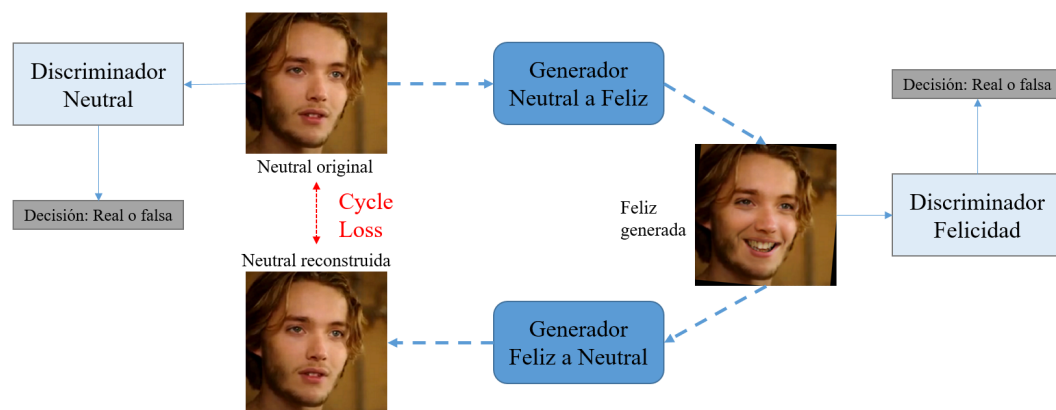 Discriminador
Neutral
Decisión: Real o falsa
Neutral original
Cycle
Loss
Neutral reconstruida
Generador
Neutral a Feliz
Feliz
generada
Generador
Feliz a Neutral
Decisión: Real o falsa
Discriminador
Felicidad